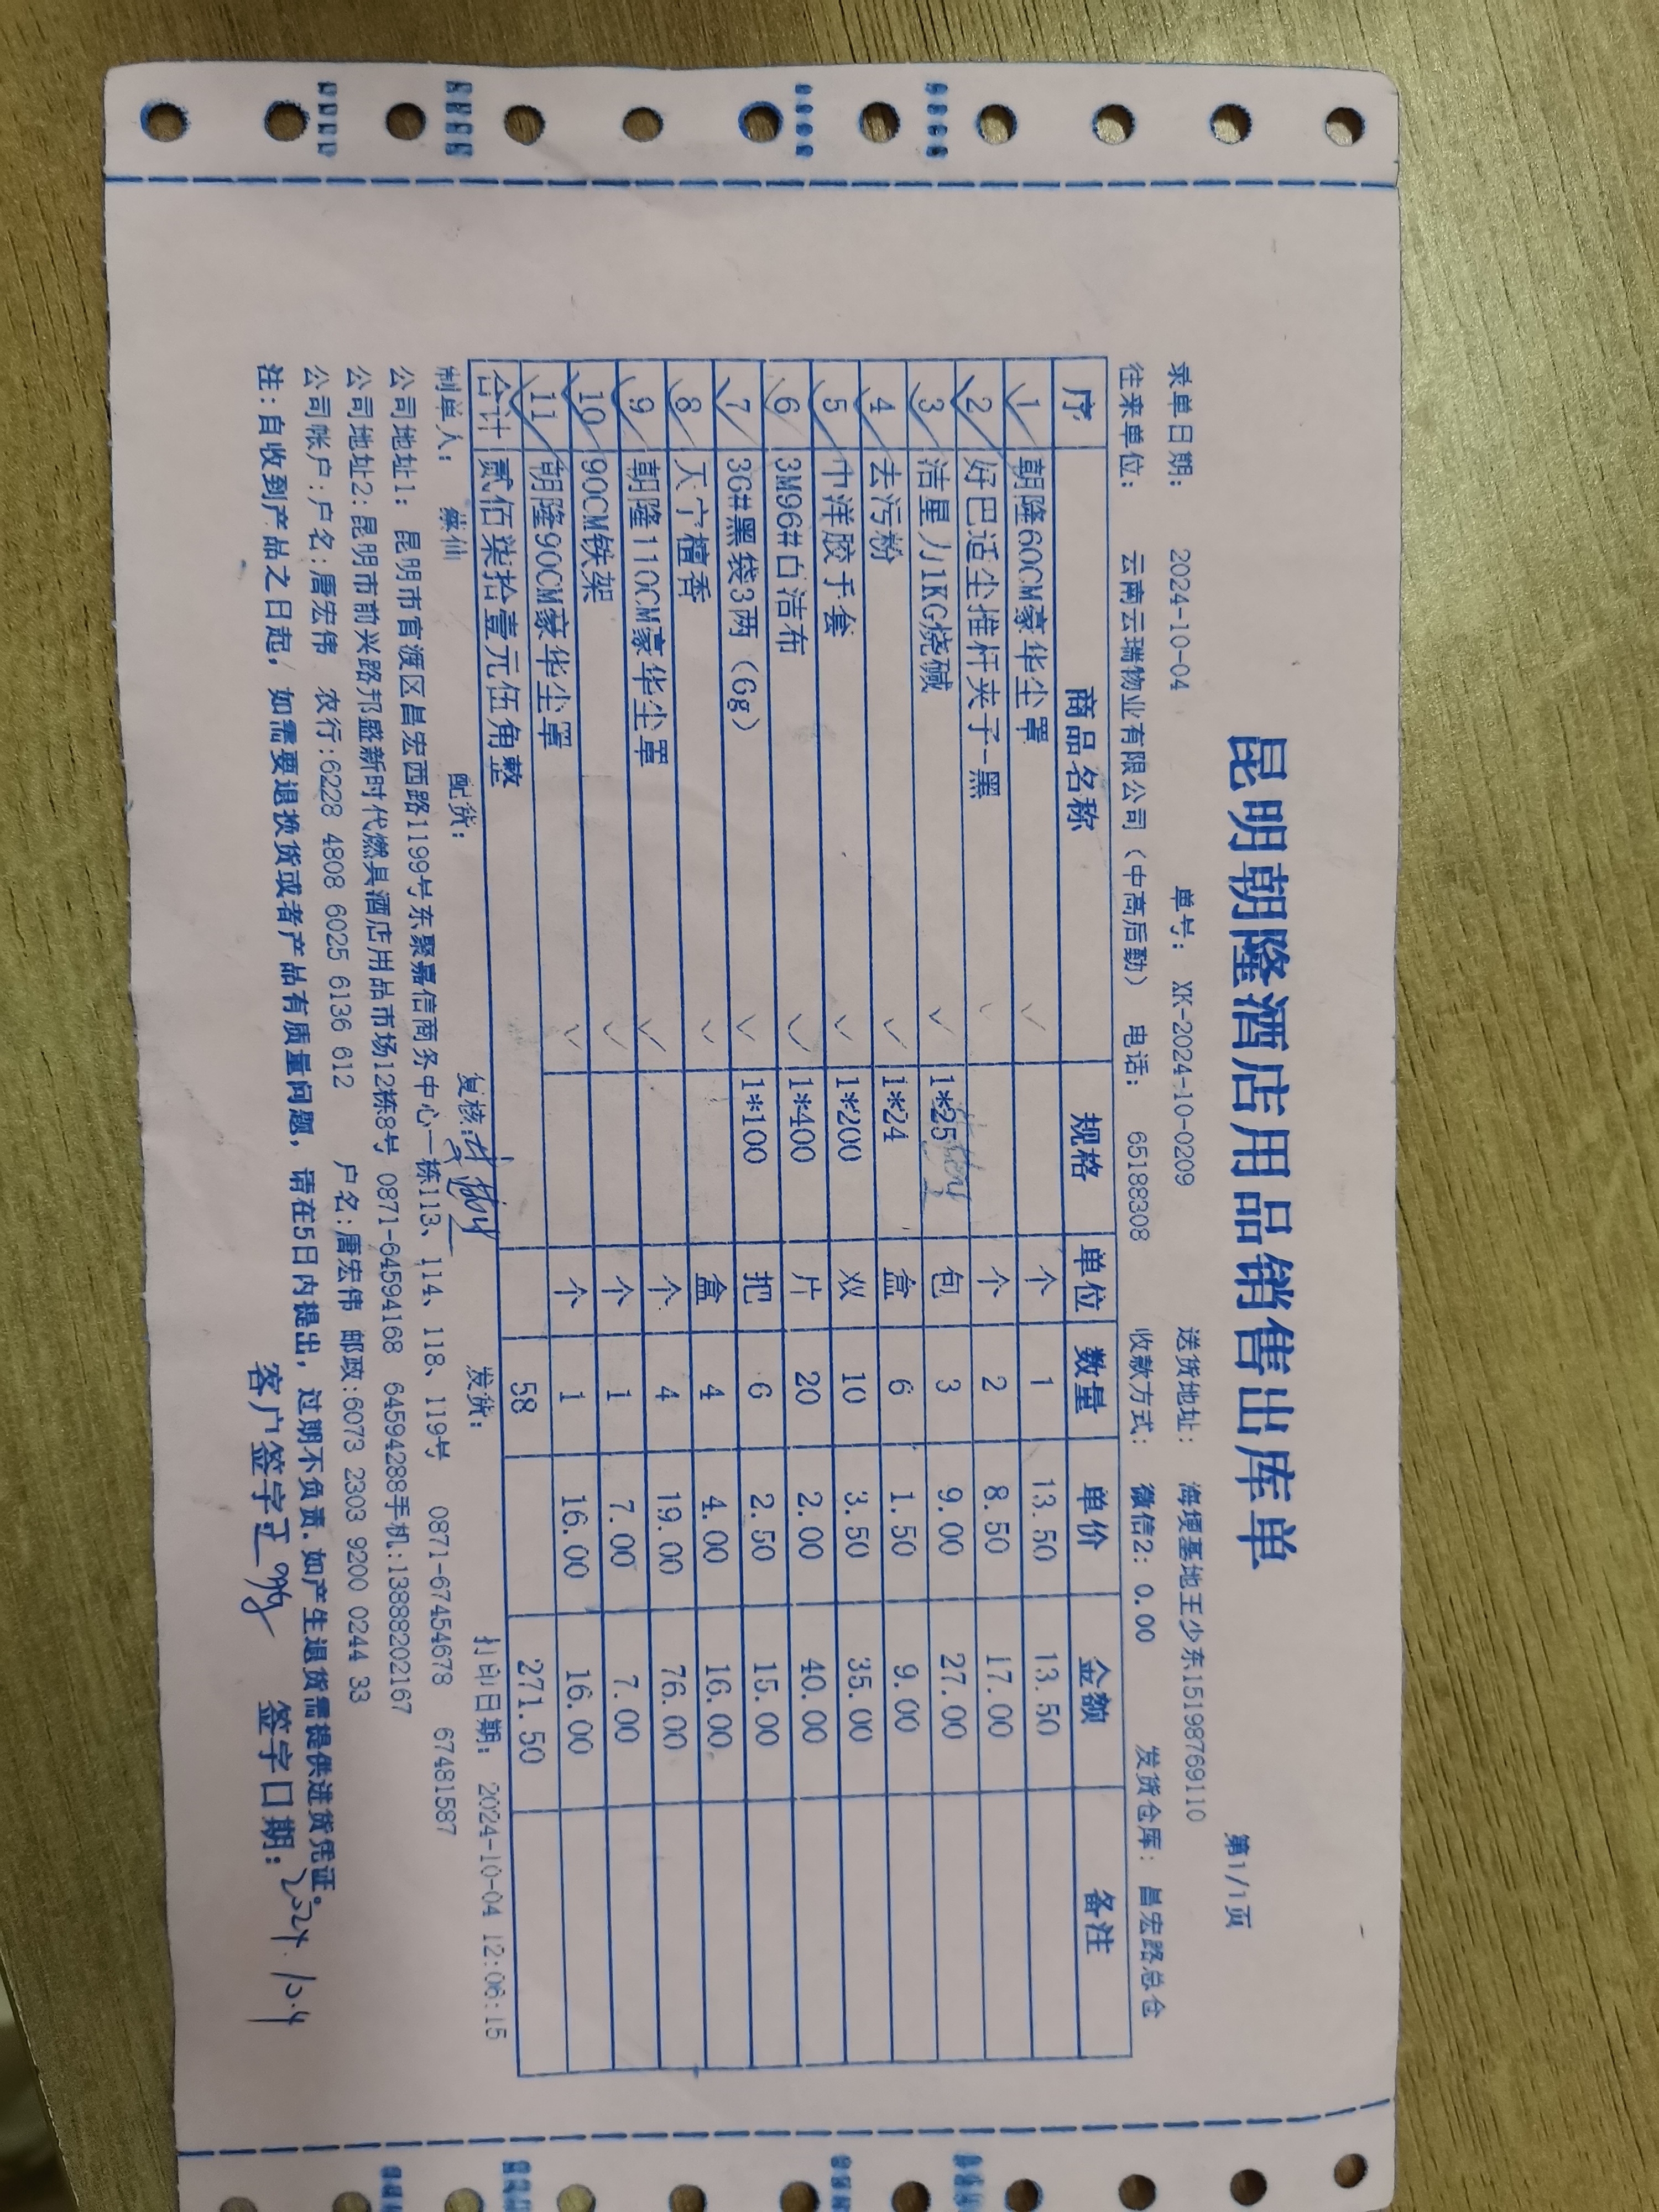 昆明朝隆酒店用品销售出库单
第1/1页
录单日期: 2024-10-04 单号: XK-2024-10-0209 送货地址: 海埂基地王少东15198769110
往来单位: 云南云瑞物业有限公司(中高后勤) 电话: 65188308 收款方式: 微信2: 0.00 发货仓库: 昌宏路总仓
序 商品名称 规格 单位 数量 单价 金额 备注
1 朝隆60CM豪华尘罩 个 1 13.50 13.50
2 好巴适尘推杆夹子-黑 个 2 8.50 17.00
3 洁星力1KG烧碱 1*25 包 3 9.00 27.00
4 去污粉 1*24 盒 6 1.50 9.00
5 中洋胶手套 1*200 双 10 3.50 35.00
6 3M96#白洁布 1*400 片 20 2.00 40.00
7 36#黑袋3两(6g) 1*100 把 6 2.50 15.00
8 天宁檀香 盒 4 4.00 16.00
9 朝隆110CM豪华尘罩 个 4 19.00 76.00
10 90CM铁架 个 1 7.00 7.00
11 朝隆90CM豪华尘罩 个 1 16.00 16.00
合计 贰佰柒拾壹元伍角整 58 271.50
制单人: 配货: 复核: 发货: 打印日期: 2024-10-04 12:06:15
公司地址1: 昆明市官渡区昌宏西路1199号东聚嘉信商务中心一栋113、114、118、119号 0871-67454678 67481587
公司地址2:昆明市前兴路邦盛新时代燃具酒店用品市场12栋8号 0871-64594168 64594288手机:13888202167
公司帐户:户名:唐宏伟 农行:6228 4808 6025 6136 612 户名:唐宏伟 邮政:6073 2303 9200 0244 33
注:自收到产品之日起,如需要退换货或者产品有质量问题,请在5日内提出,过期不负责.如产生退货需提供进货凭证。
客户签字: 签字日期: 2024.10.4